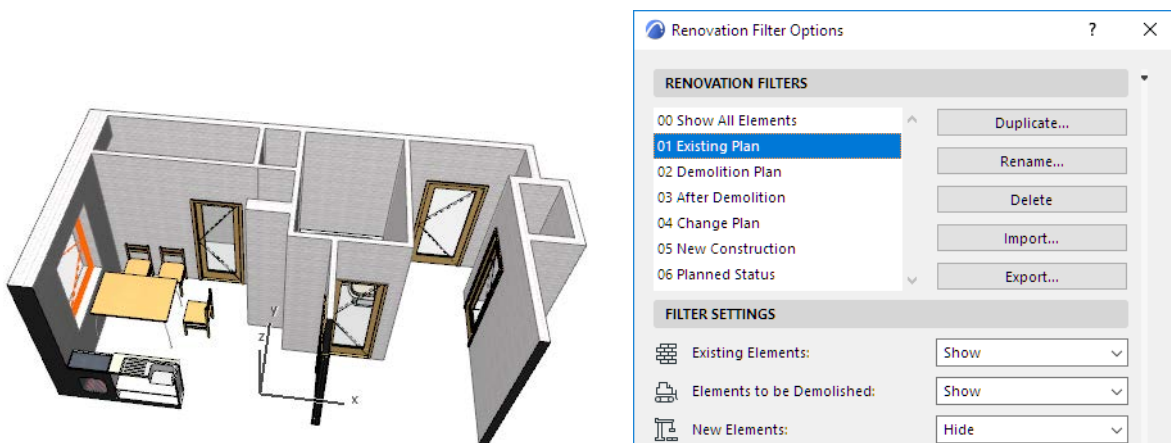 Renovation Filter Options
?
RENOVATION FILTERS
00 Show All Elements
01 Existing Plan
02 Demolition Plan
03 After Demolition
04 Change Plan
05 New Construction
06 Planned Status
Duplicate...
Rename...
Delete
Import...
Export...
FILTER SETTINGS
Existing Elements: Show
Elements to be Demolished: Show
New Elements: Hide
y
z
x